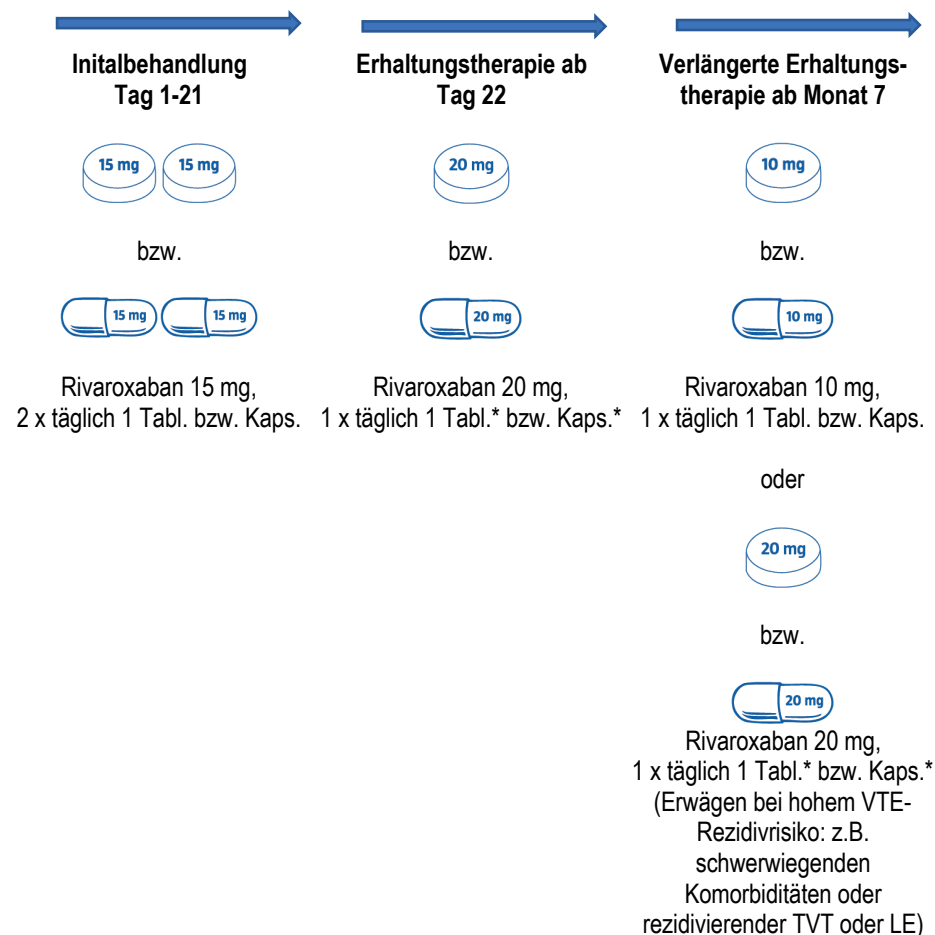 Initalbehandlung
Tag 1-21
15 mg
15 mg
bzw.
15 mg
15 mg
Rivaroxaban 15 mg,
2 x täglich 1 Tabl. bzw. Kaps.
Erhaltungstherapie ab
Tag 22
20 mg
bzw.
20 mg
Rivaroxaban 20 mg,
1 x täglich 1 Tabl.* bzw. Kaps.*
Verlängerte Erhaltungs-
therapie ab Monat 7
10 mg
bzw.
10 mg
Rivaroxaban 10 mg,
1 x täglich 1 Tabl. bzw. Kaps.
oder
20 mg
bzw.
20 mg
Rivaroxaban 20 mg,
1 x täglich 1 Tabl.* bzw. Kaps.*
(Erwägen bei hohem VTE-
Rezidivrisiko: z.B.
schwerwiegenden
Komorbiditäten oder
rezidivierender TVT oder LE)